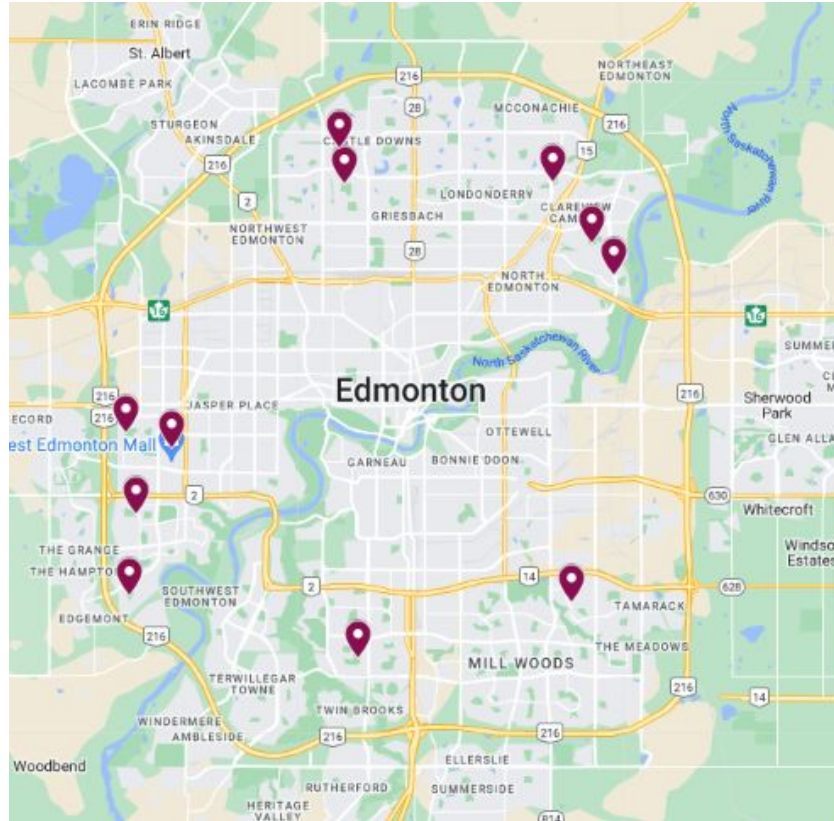 ERIN RIDGE
St. Albert
LACOMBE PARK
STURGEON
AKINSDALE
216
216
28
MCCONACHIE
NORTHEAST
EDMONTON
216
15
North Saskatchewan
River
2
NORTHWEST
EDMONTON
GRIESBACH
28
LONDONDERRY
NORTH
EDMONTON
16
16
SUMMER
North Saskatchewan River
Edmonton
216
216
216
ECORD
JASPER PLACE
Sherwood
Park
GLEN ALLA
est Edmonton Mall
OTTEWELL
GARNEAU
BONNIE DOON
2
630
Whitecroft
THE GRANGE
THE HAMPTO
Windso
Estates
SOUTHWEST
EDMONTON
2
14
628
EDGEMONT
216
TAMARACK
THE MEADOWS
MILL WOODS
TERWILLEGAR
TOWNE
216
14
TWIN BROOKS
WINDERMERE
AMBLESIDE
216
216
Woodbend
ELLERSLIE
RUTHERFORD
SUMMERSIDE
HERITAGE
VALLEY
814